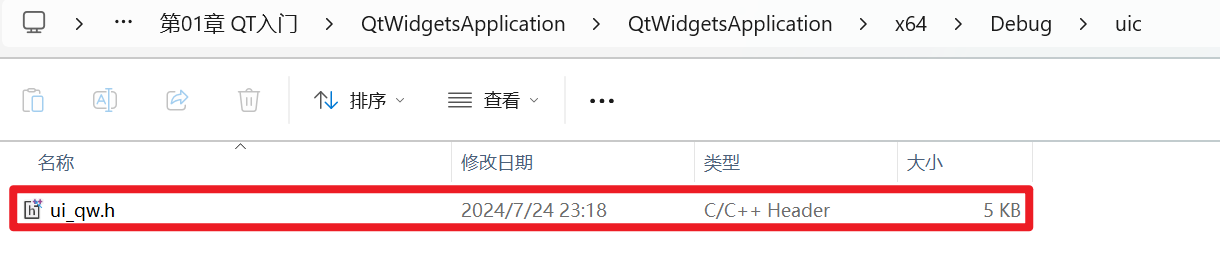 > ··· 第01章 QT入门 > QtWidgetsApplication > QtWidgetsApplication > x64 > Debug > uic
排序 查看 ···
名称 修改日期 类型 大小
ui_qw.h 2024/7/24 23:18 C/C++ Header 5 KB